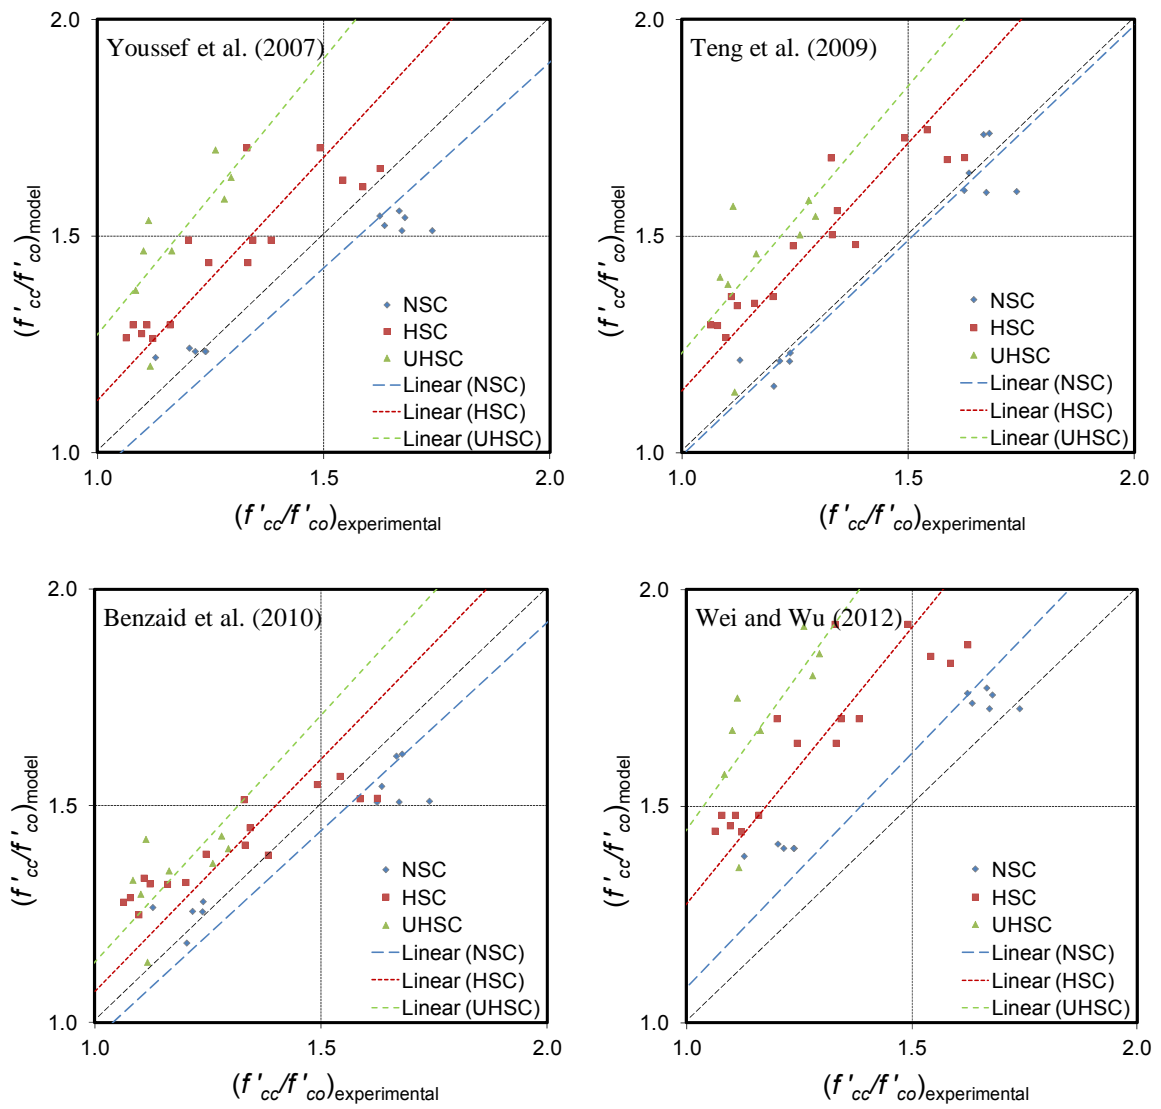 2.0
Youssef et al. (2007)
(f'cc/f'co)model
1.5
NSC
HSC
UHSC
Linear (NSC)
Linear (HSC)
Linear (UHSC)
1.0
1.0 1.5 2.0
(f'cc/f'co)experimental
2.0
Teng et al. (2009)
(f'cc/f'co)model
1.5
NSC
HSC
UHSC
Linear (NSC)
Linear (HSC)
Linear (UHSC)
1.0
1.0 1.5 2.0
(f'cc/f'co)experimental
2.0
Benzaid et al. (2010)
(f'cc/f'co)model
1.5
NSC
HSC
UHSC
Linear (NSC)
Linear (HSC)
Linear (UHSC)
1.0
1.0 1.5 2.0
(f'cc/f'co)experimental
2.0
Wei and Wu (2012)
(f'cc/f'co)model
1.5
NSC
HSC
UHSC
Linear (NSC)
Linear (HSC)
Linear (UHSC)
1.0
1.0 1.5 2.0
(f'cc/f'co)experimental